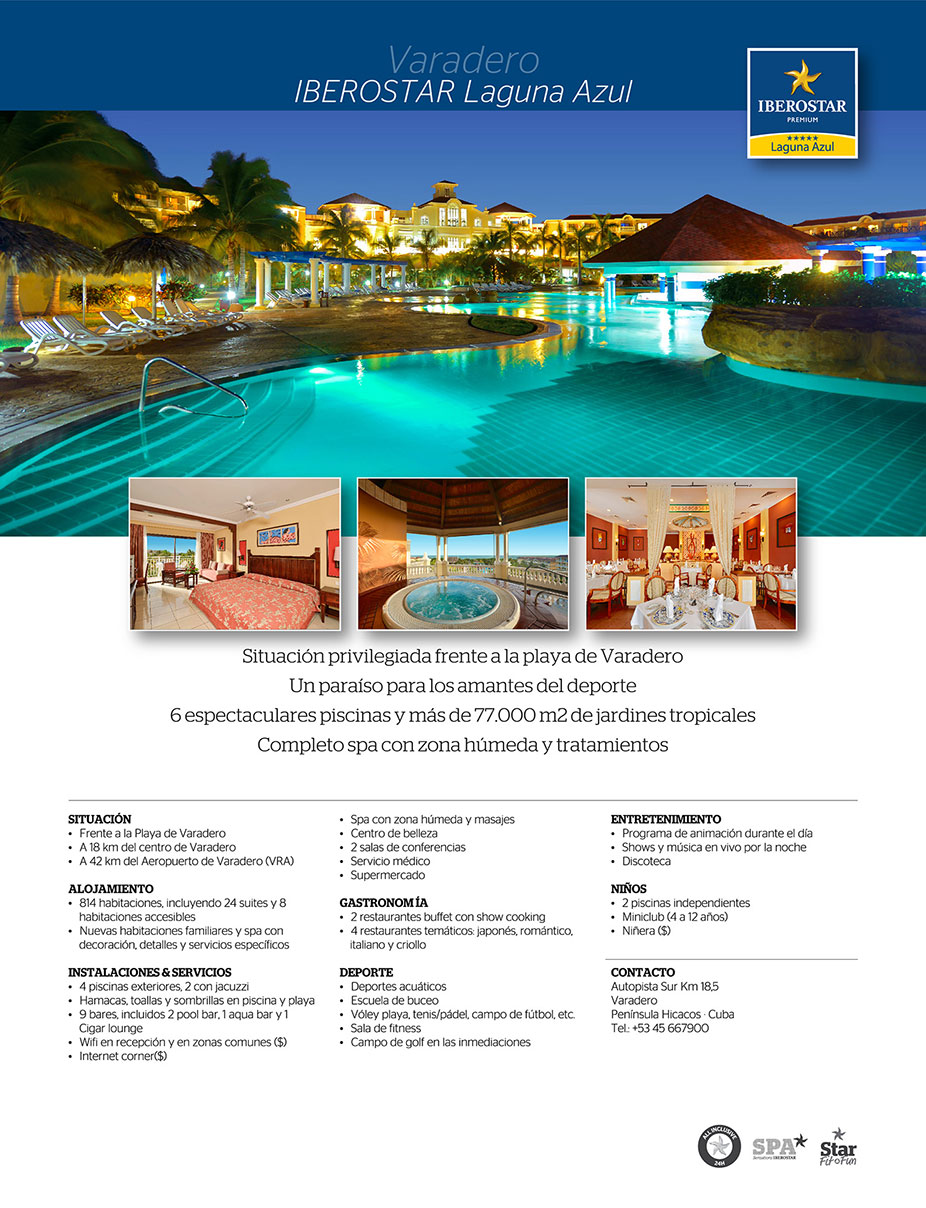 Varadero
IBEROSTAR Laguna Azul
IBEROSTAR
PREMIUM
★★★★★
Laguna Azul
Situación privilegiada frente a la playa de Varadero
Un paraíso para los amantes del deporte
6 espectaculares piscinas y más de 77.000 m2 de jardines tropicales
Completo spa con zona húmeda y tratamientos
SITUACIÓN
• Frente a la Playa de Varadero
• A 18 km del centro de Varadero
• A 42 km del Aeropuerto de Varadero (VRA)
ALOJAMIENTO
• 814 habitaciones, incluyendo 24 suites y 8
habitaciones accesibles
• Nuevas habitaciones familiares y spa con
decoración, detalles y servicios específicos
INSTALACIONES & SERVICIOS
• 4 piscinas exteriores, 2 con jacuzzi
• Hamacas, toallas y sombrillas en piscina y playa
• 9 bares, incluidos 2 pool bar, 1 aqua bar y 1
Cigar lounge
• Wifi en recepción y en zonas comunes ($)
• Internet corner($)
• Spa con zona húmeda y masajes
• Centro de belleza
• 2 salas de conferencias
• Servicio médico
• Supermercado
GASTRONOMÍA
• 2 restaurantes buffet con show cooking
• 4 restaurantes temáticos: japonés, romántico,
italiano y criollo
DEPORTE
• Deportes acuáticos
• Escuela de buceo
• Vóley playa, tenis/pádel, campo de fútbol, etc.
• Sala de fitness
• Campo de golf en las inmediaciones
ENTRETENIMIENTO
• Programa de animación durante el día
• Shows y música en vivo por la noche
• Discoteca
NIÑOS
• 2 piscinas independientes
• Miniclub (4 a 12 años)
• Niñera ($)
CONTACTO
Autopista Sur Km 18,5
Varadero
Península Hicacos · Cuba
Tel.: +53 45 667900
ALL INCLUSIVE
24H
SPA
Sensations IBEROSTAR
Star
Fit & Fun